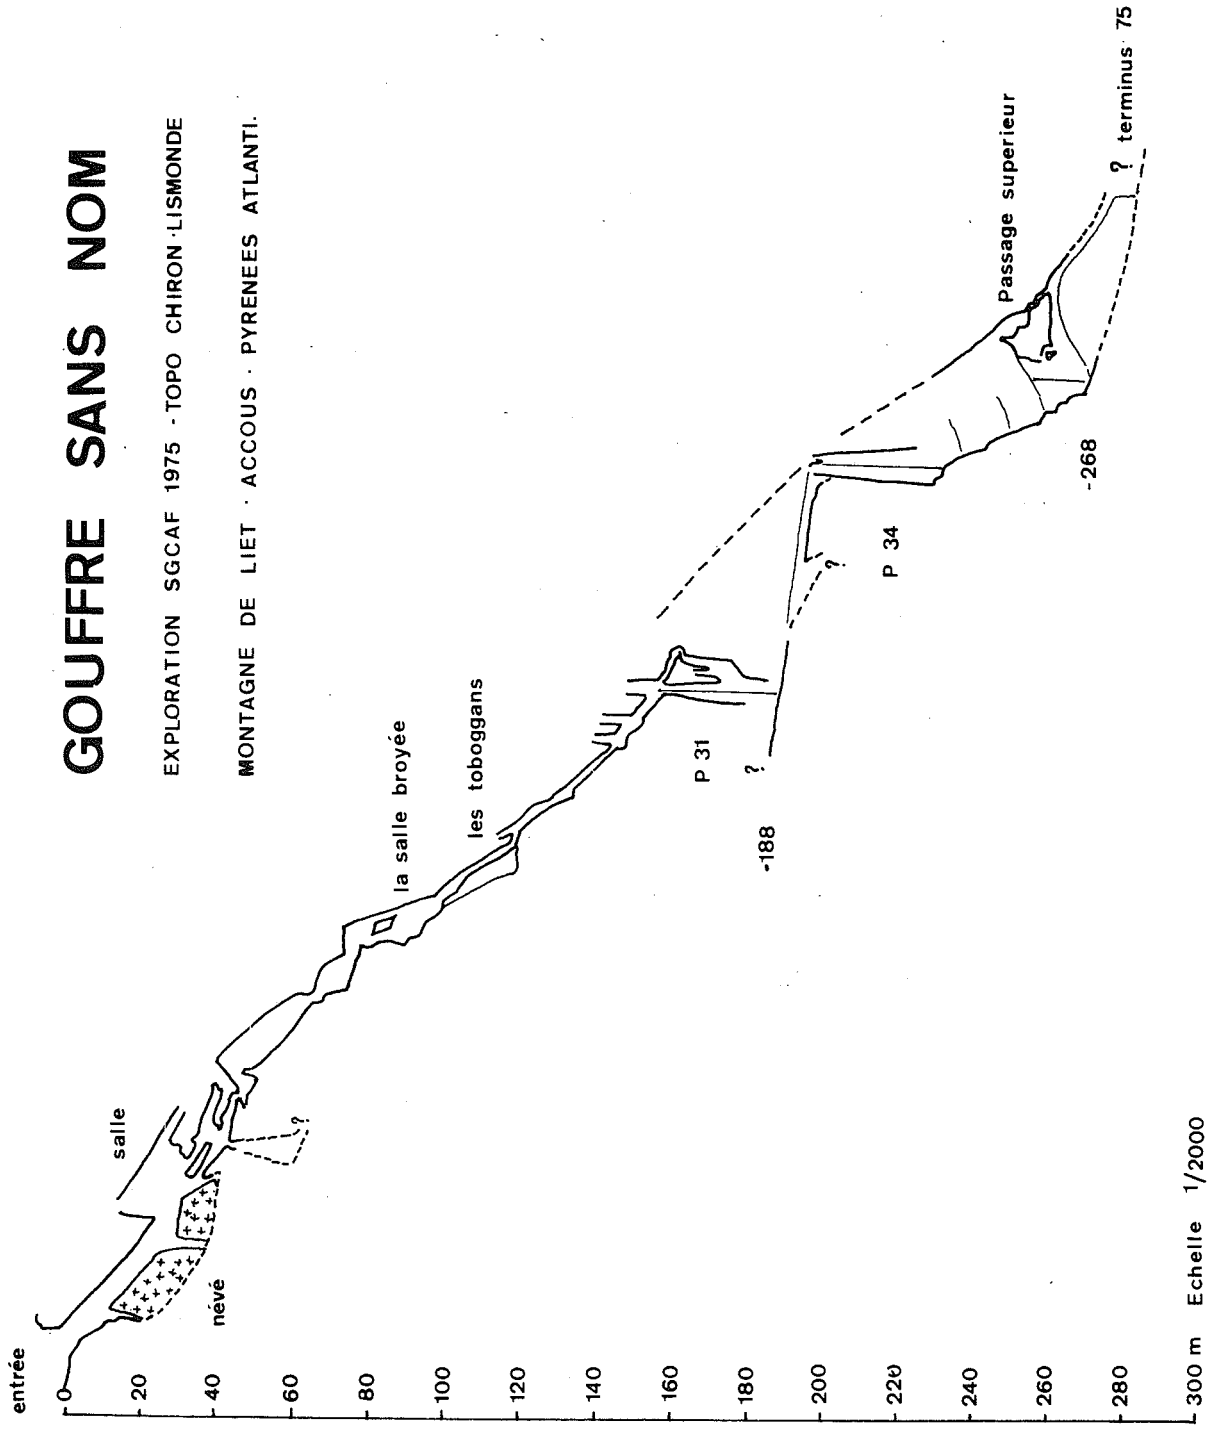 GOUFFRE SANS NOM
EXPLORATION SGCAF 1975 - TOPO CHIRON·LISMONDE
MONTAGNE DE LIET · ACCOUS · PYRENEES ATLANTI.
entrée
0
20
40
60
80
100
120
140
160
180
200
220
240
260
280
300 m Echelle 1/2000
névé
salle
?
la salle broyée
les toboggans
P 31
?
-188
?
P 34
-268
Passage superieur
? terminus 75